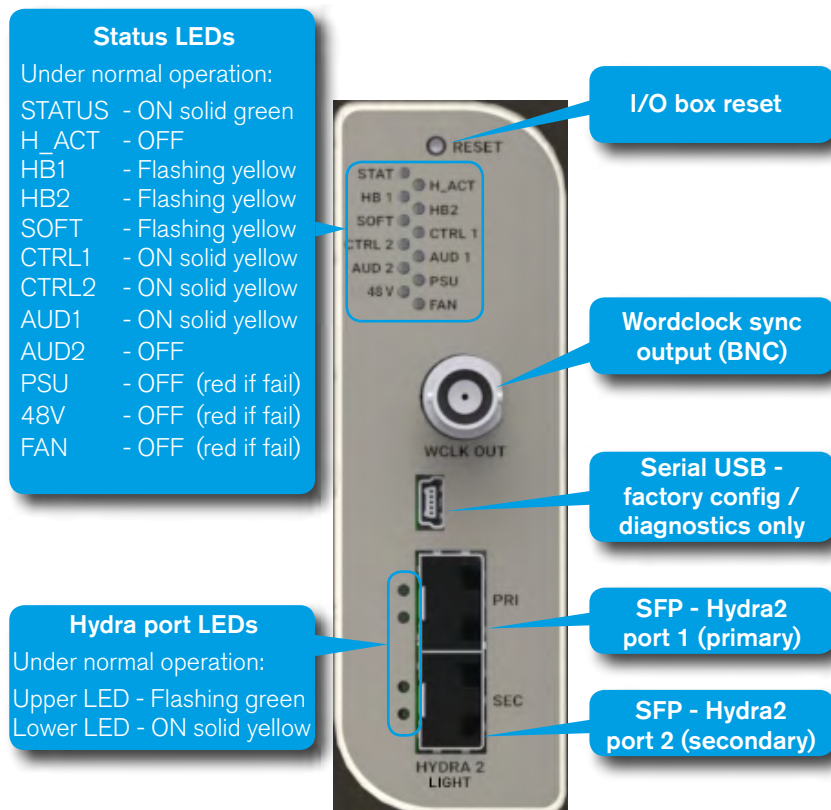 Status LEDs
Under normal operation:
STATUS - ON solid green
H_ACT - OFF
HB1 - Flashing yellow
HB2 - Flashing yellow
SOFT - Flashing yellow
CTRL1 - ON solid yellow
CTRL2 - ON solid yellow
AUD1 - ON solid yellow
AUD2 - OFF
PSU - OFF (red if fail)
48V - OFF (red if fail)
FAN - OFF (red if fail)
I/O box reset
RESET
STAT
H_ACT
HB 1
HB2
SOFT
CTRL 1
CTRL 2
AUD 1
AUD 2
PSU
48 V
FAN
Wordclock sync
output (BNC)
WCLK OUT
Serial USB -
factory config /
diagnostics only
Hydra port LEDs
Under normal operation:
Upper LED - Flashing green
Lower LED - ON solid yellow
PRI
SFP - Hydra2
port 1 (primary)
SEC
SFP - Hydra2
port 2 (secondary)
HYDRA 2
LIGHT